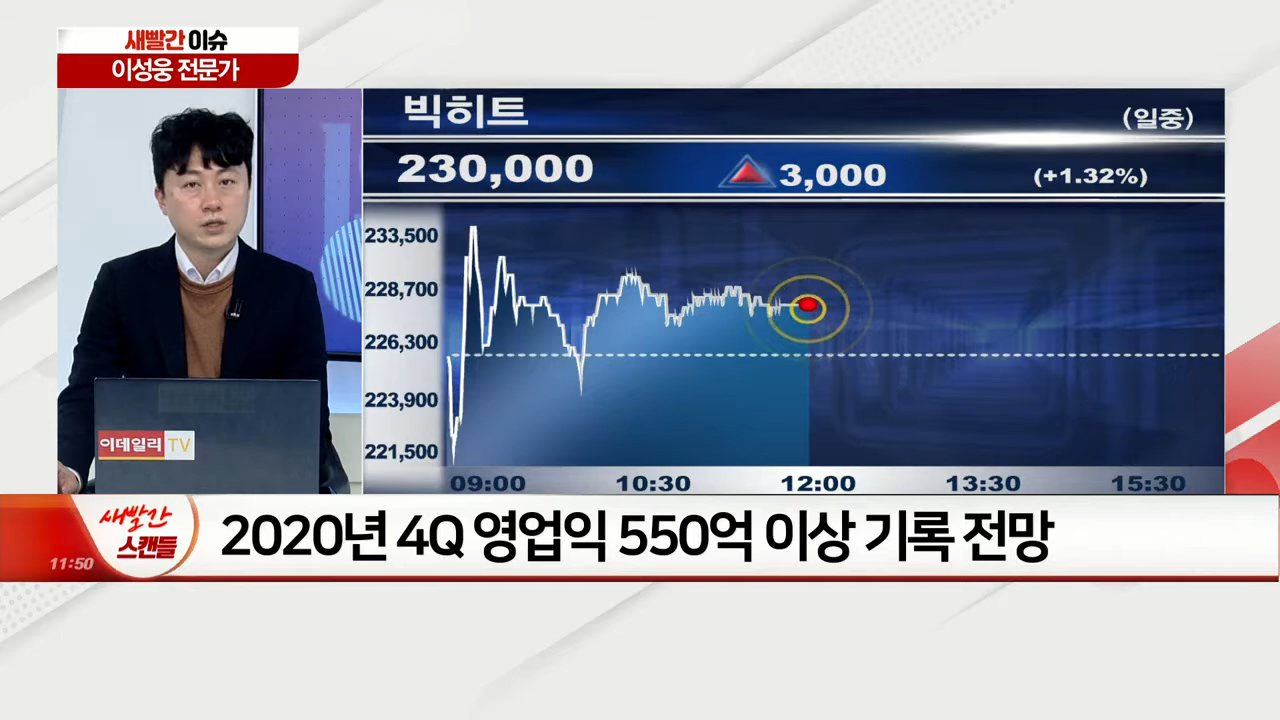 새빨간 이슈
이성웅 전문가
빅히트
(일중)
230,000
3,000
(+1.32%)
233,500
228,700
226,300
223,900
221,500
09:00
10:30
12:00
13:30
15:30
이데일리 TV
새빨간
스캔들
11:50
2020년 4Q 영업익 550억 이상 기록 전망